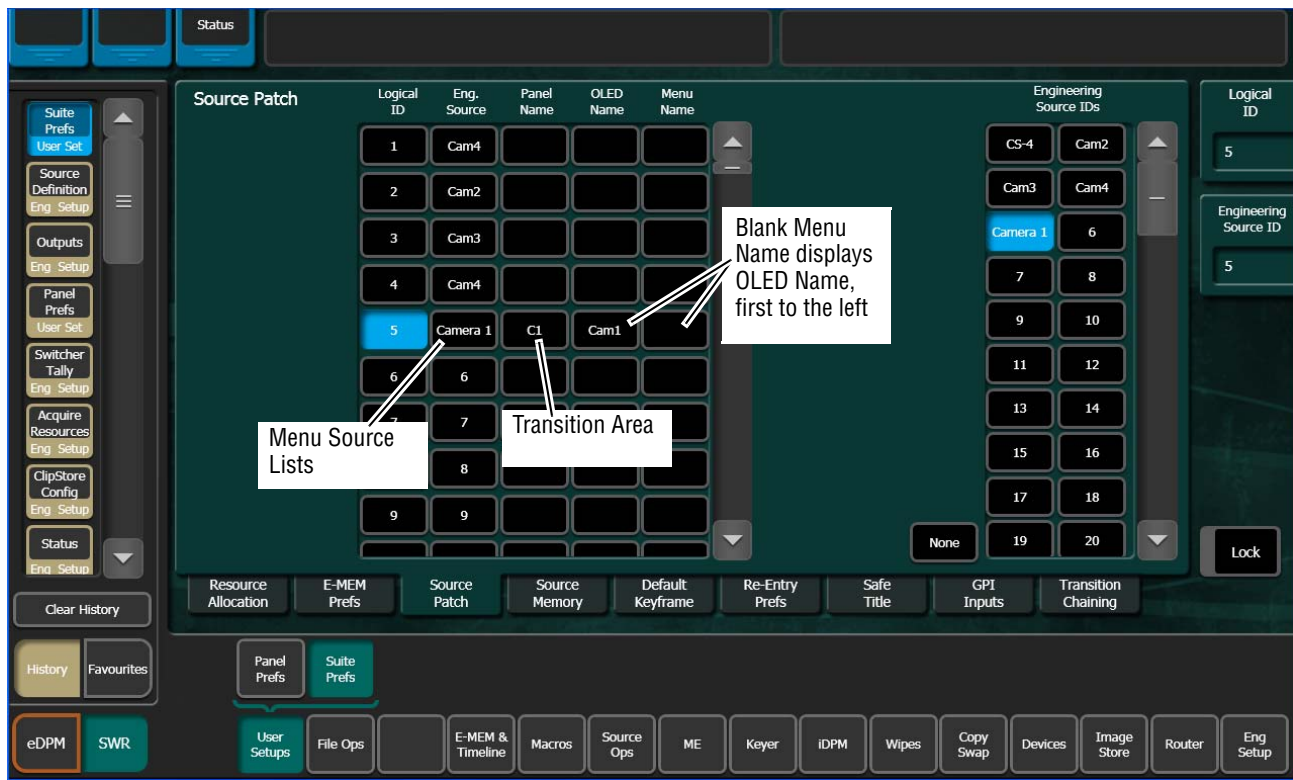 Status
Suite
Prefs
User Set
Source
Definition
Eng Setup
Outputs
Eng Setup
Panel
Prefs
User Set
Switcher
Tally
Eng Setup
Acquire
Resources
Eng Setup
ClipStore
Config
Eng Setup
Status
Eng Setup
Clear History
History Favourites
Source Patch
Logical
ID
Eng.
Source
Panel
Name
OLED
Name
Menu
Name
1 Cam4
2 Cam2
3 Cam3
4 Cam4
5 Camera 1 C1 Cam1
6 6
7 7
8
9 9
Blank Menu
Name displays
OLED Name,
first to the left
Menu Source
Lists
Transition Area
Engineering
Source IDs
CS-4 Cam2
Cam3 Cam4
Camera 1 6
7 8
9 10
11 12
13 14
15 16
17 18
None 19 20
Logical
ID
5
Engineering
Source ID
5
Lock
Resource
Allocation
E-MEM
Prefs
Source
Patch
Source
Memory
Default
Keyframe
Re-Entry
Prefs
Safe
Title
GPI
Inputs
Transition
Chaining
Panel
Prefs
Suite
Prefs
eDPM SWR
User
Setups
File Ops
E-MEM &
Timeline
Macros
Source
Ops
ME
Keyer
iDPM
Wipes
Copy
Swap
Devices
Image
Store
Router
Eng
Setup